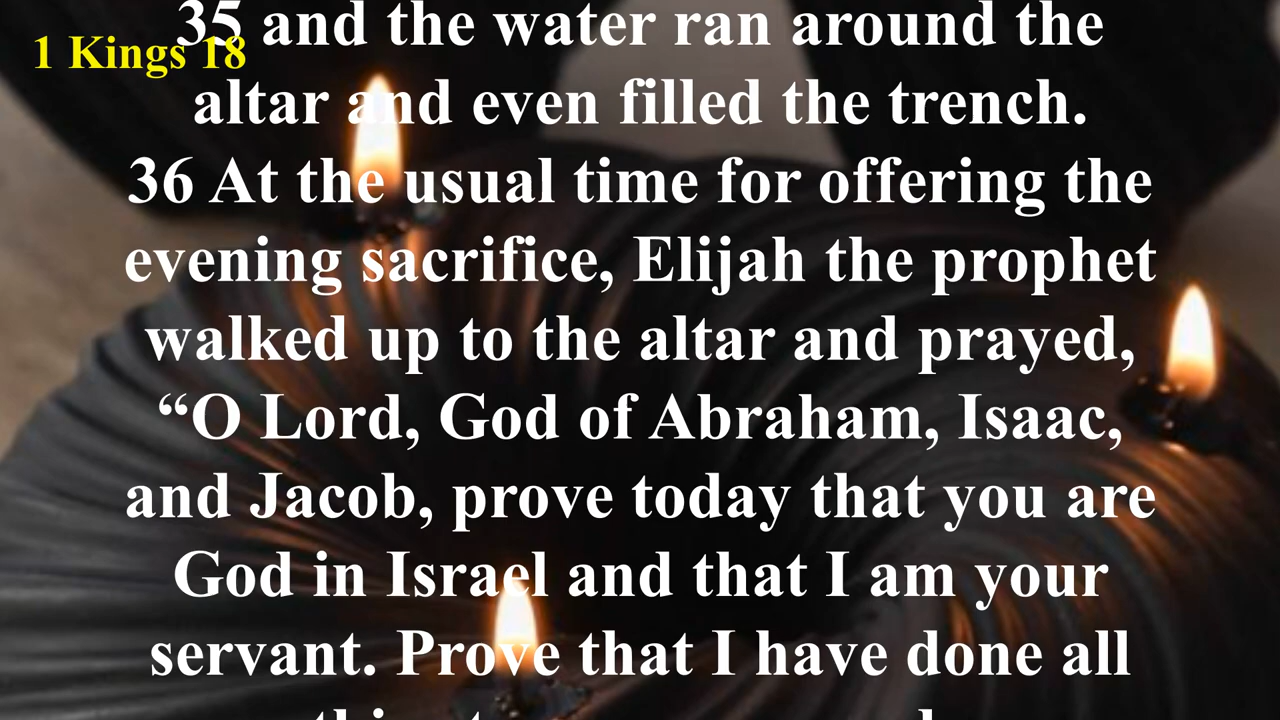 1 Kings 18
35 and the water ran around the
altar and even filled the trench.
36 At the usual time for offering the
evening sacrifice, Elijah the prophet
walked up to the altar and prayed,
“O Lord, God of Abraham, Isaac,
and Jacob, prove today that you are
God in Israel and that I am your
servant. Prove that I have done all